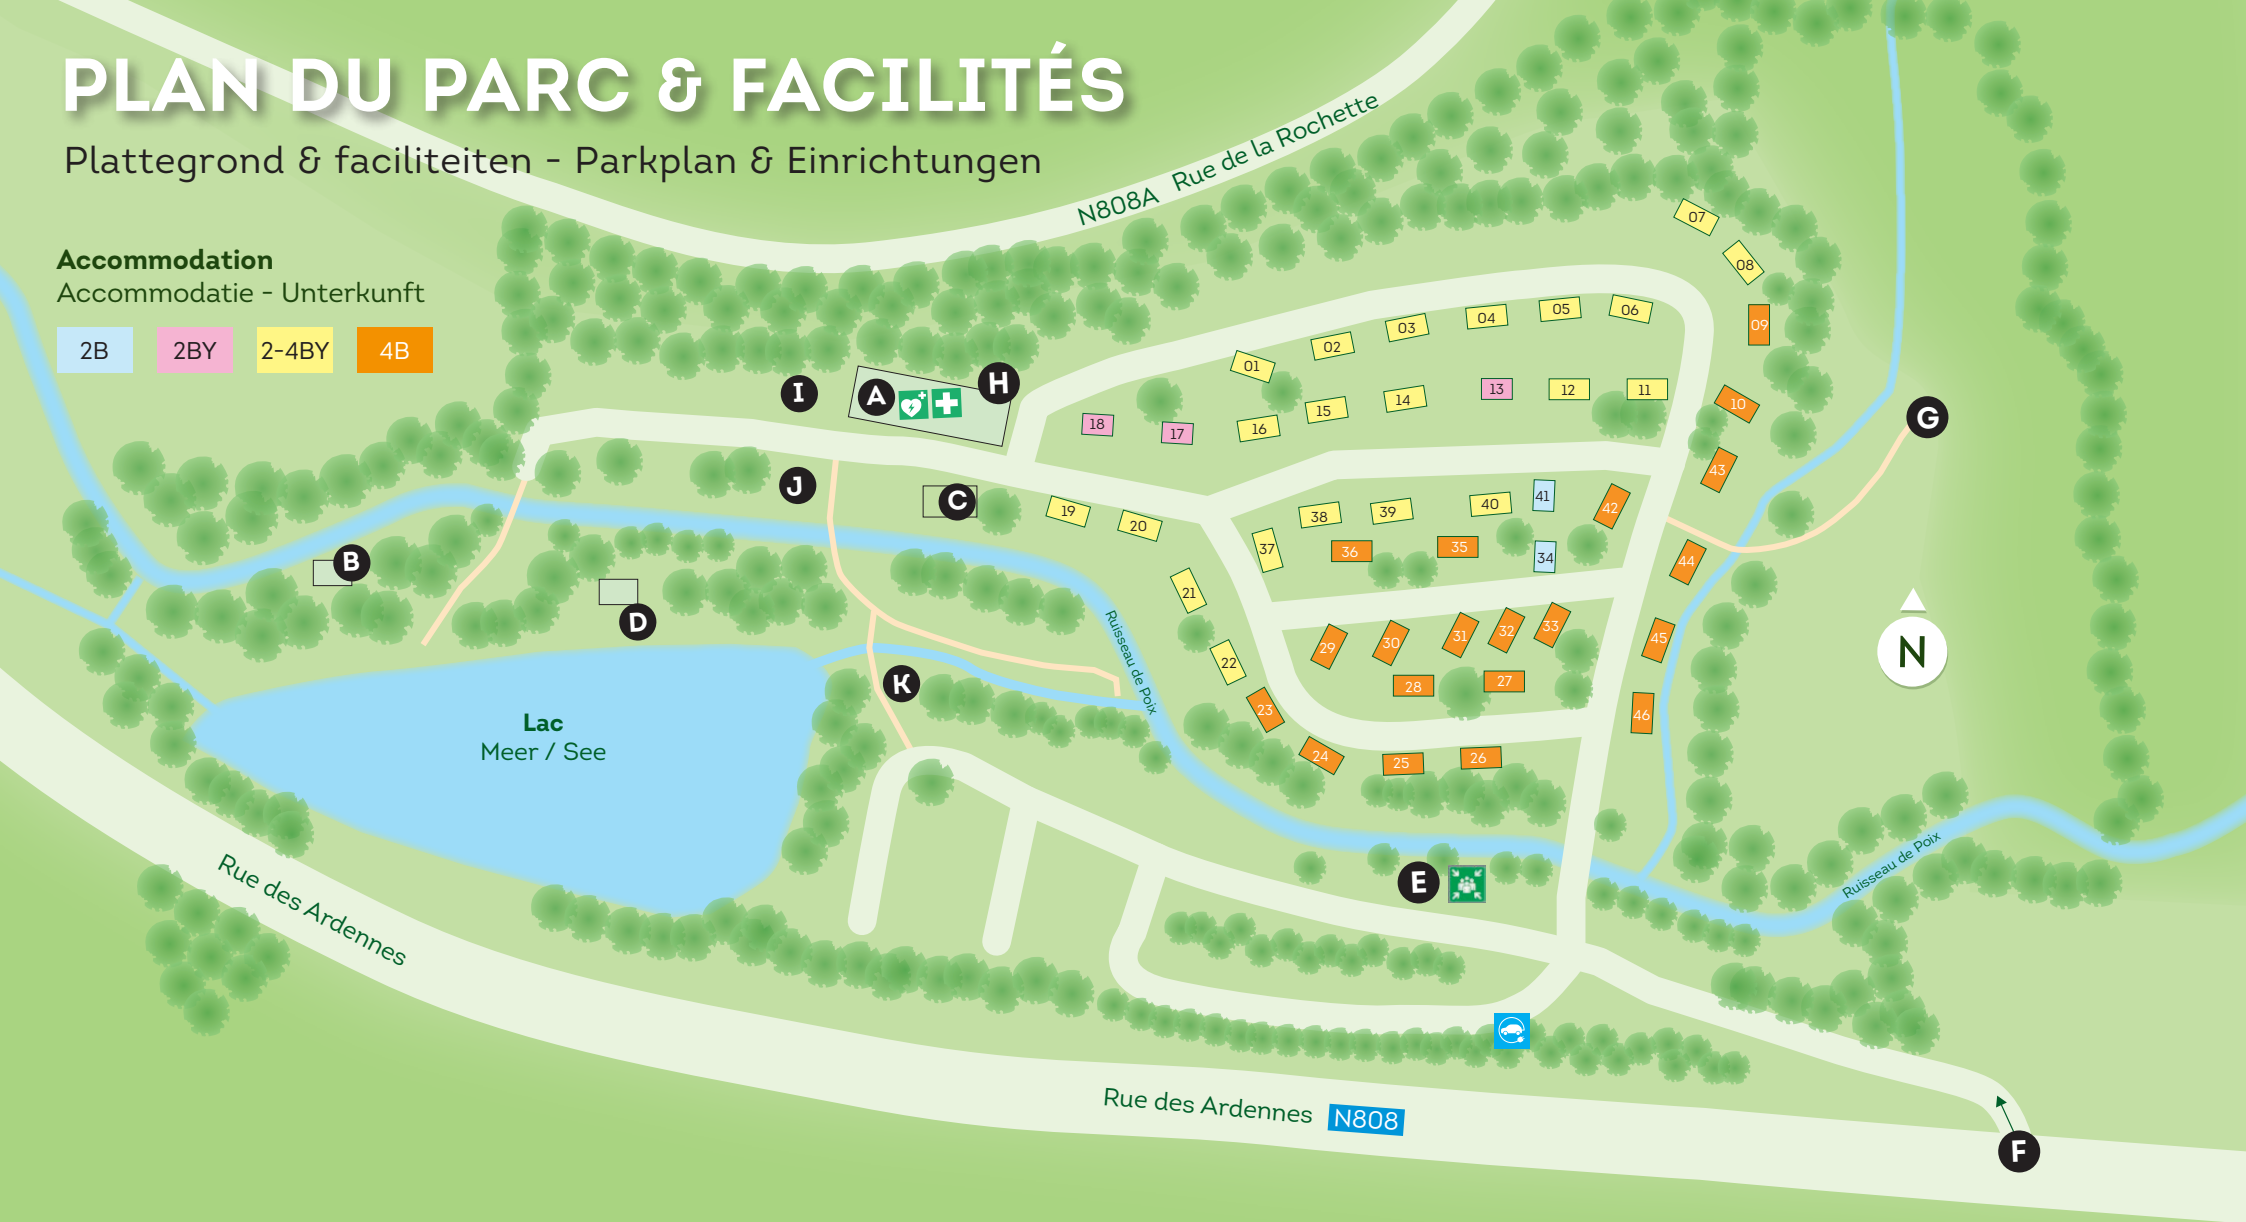 PLAN DU PARC & FACILITÉS
Plattegrond & faciliteiten - Parkplan & Einrichtungen
N808A Rue de la Rochette
Accommodation
Accommodatie - Unterkunft
2B 2BY 2-4BY 4B
07
08
09
06
05
04
03
02
01
I
A
H
10
11
12
13
14
15
16
17
18
G
43
J
C
19
20
38
39
40
41
42
37
36
35
34
44
B
D
21
22
23
29
30
31
32
33
45
28
27
46
N
K
Ruisseau de Poix
Lac
Meer / See
24
25
26
E
Ruisseau de Poix
Rue des Ardennes
Rue des Ardennes N808
F